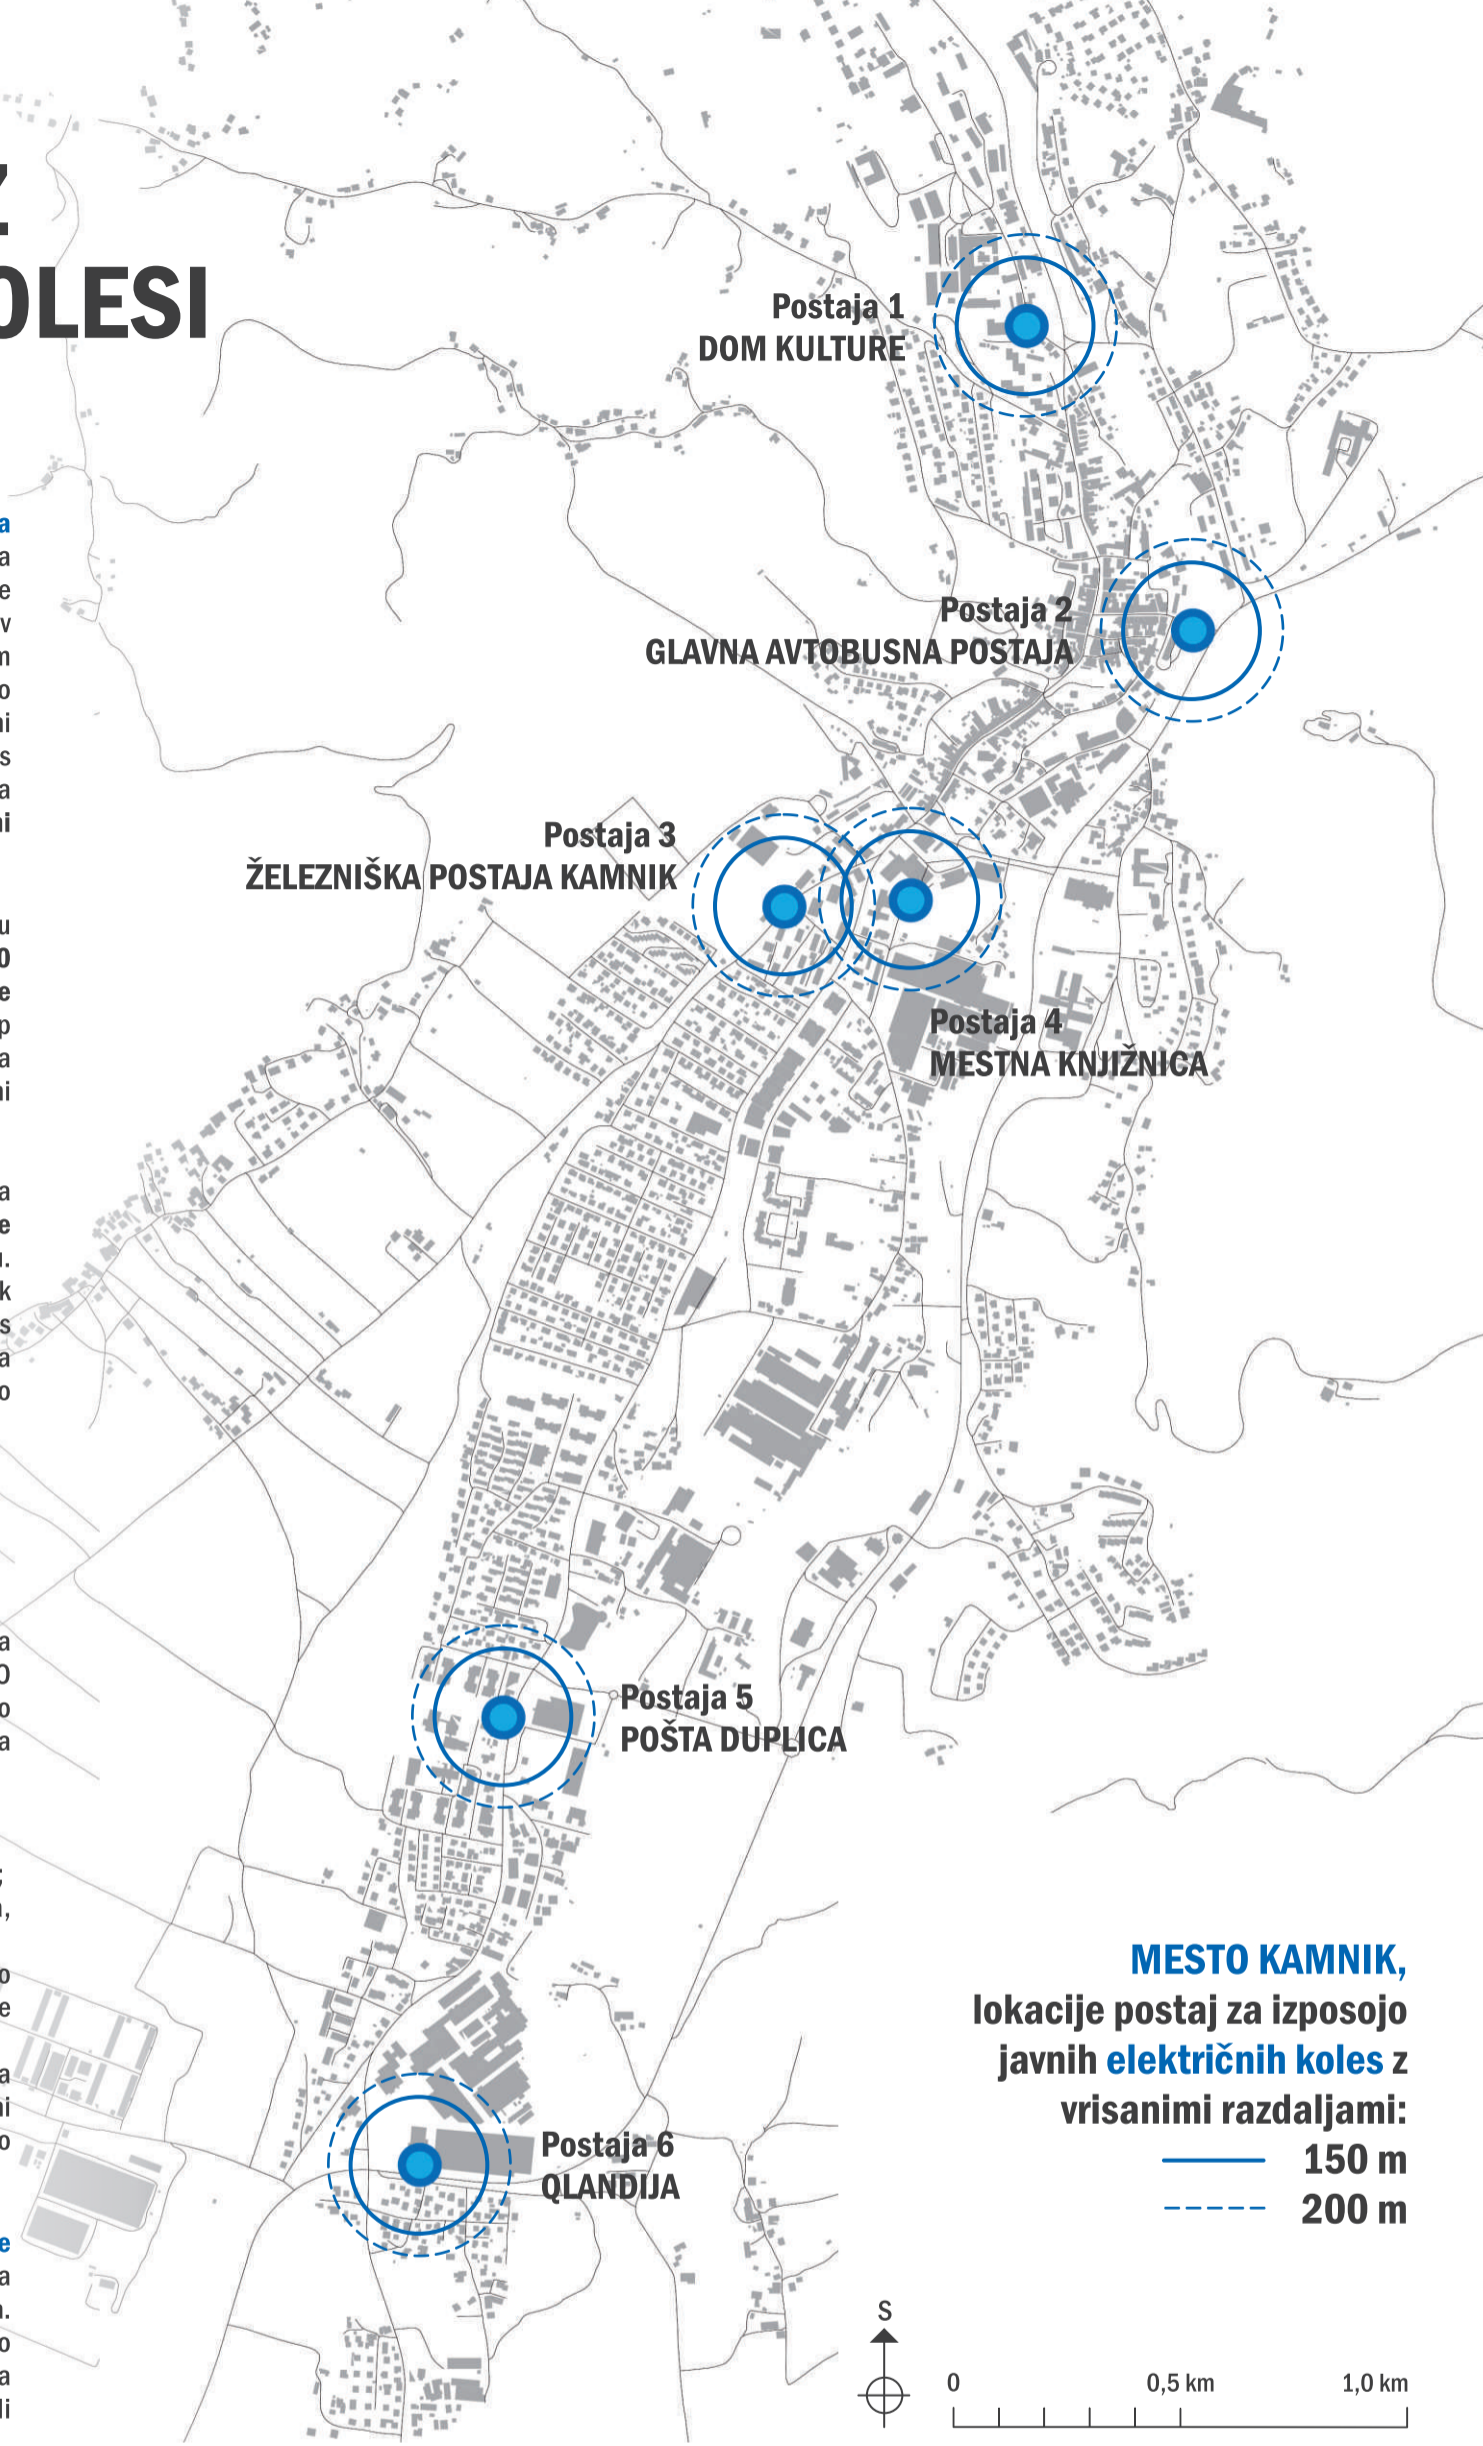 OLESI
Postaja 1
DOM KULTURE
Postaja 2
GLAVNA AVTOBUSNA POSTAJA
Postaja 3
ŽELEZNIŠKA POSTAJA KAMNIK
Postaja 4
MESTNA KNJIŽNICA
Postaja 5
POŠTA DUPLICA
Postaja 6
QLANDIJA
MESTO KAMNIK,
lokacije postaj za izposojo
javnih električnih koles z
vrisanimi razdaljami:
150 m
200 m
S
0 0,5 km 1,0 km